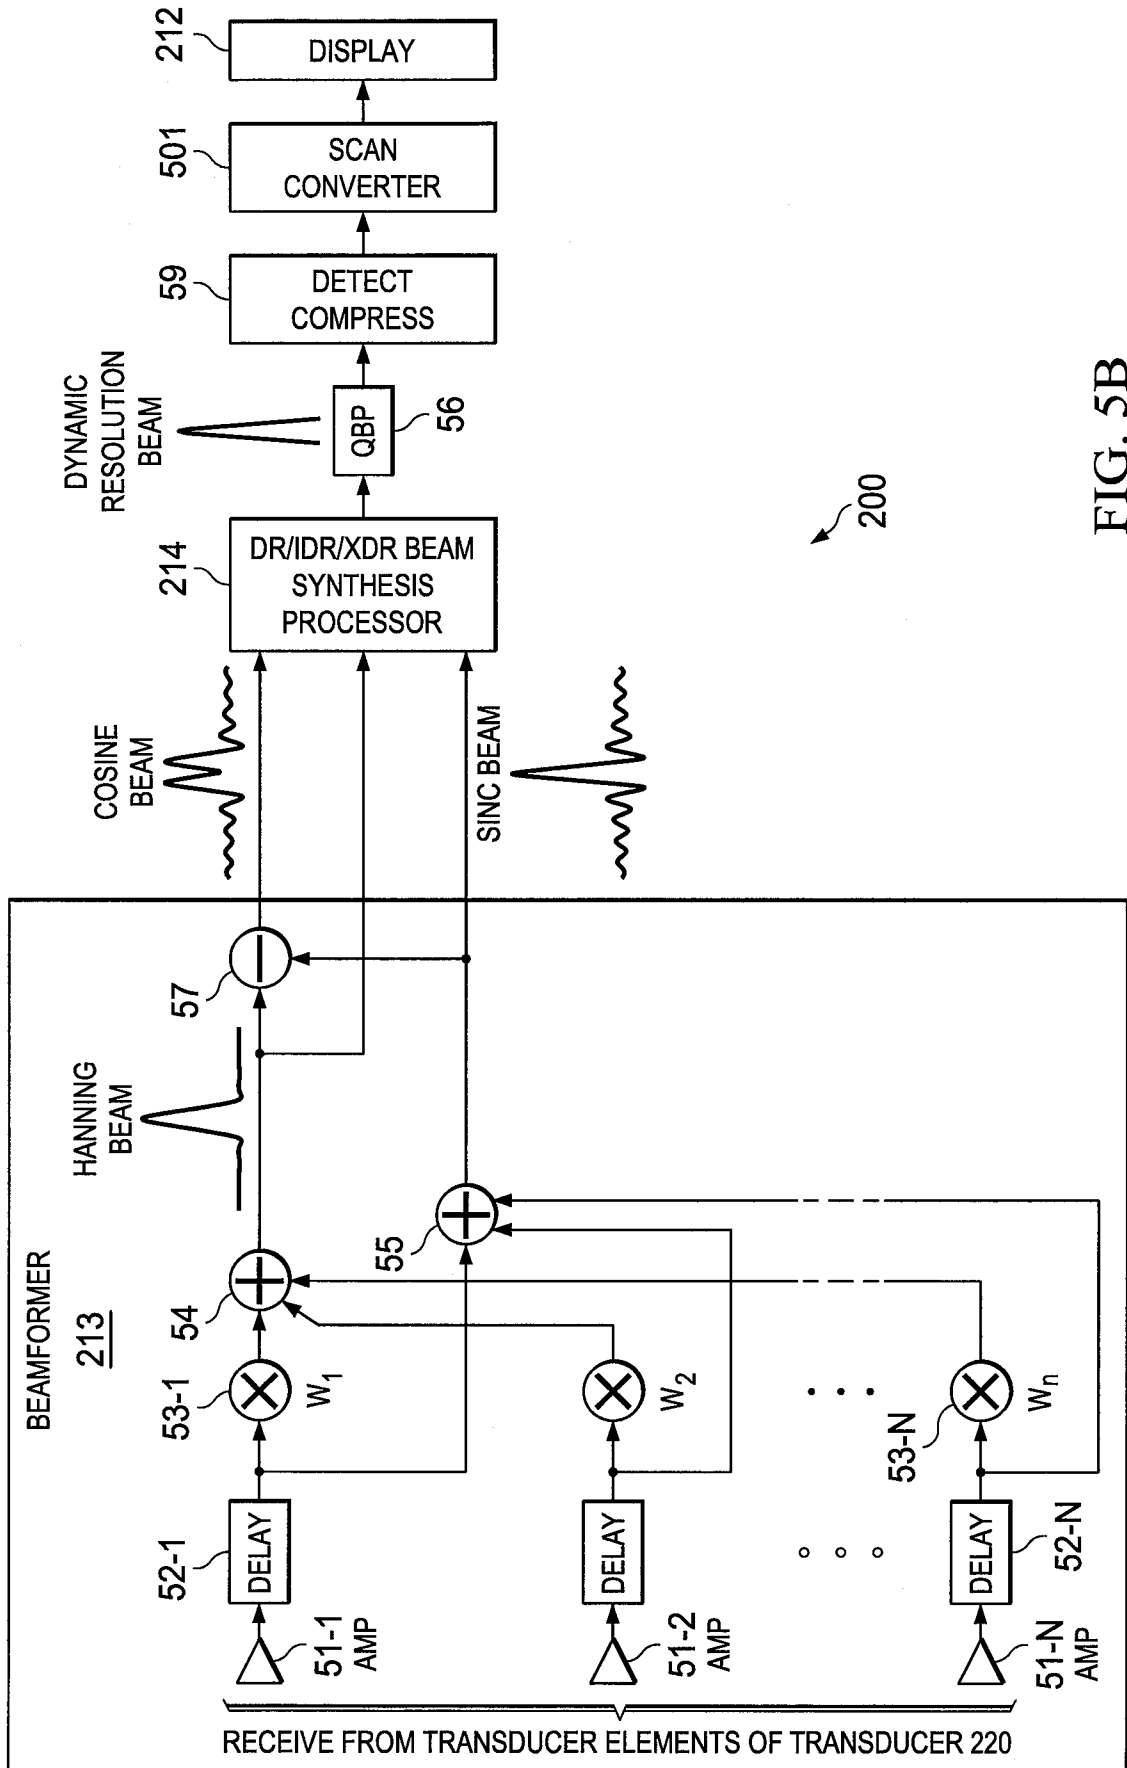 BEAMFORMER
213
RECEIVE FROM TRANSDUCER ELEMENTS OF TRANSDUCER 220
51-1
AMP
52-1
DELAY
53-1
W1
54
HANNING
BEAM
57
51-2
AMP
DELAY
W2
55
51-N
AMP
DELAY
52-N
53-N
Wn
COSINE
BEAM
SINC BEAM
214
DR/IDR/XDR BEAM
SYNTHESIS
PROCESSOR
DYNAMIC
RESOLUTION
BEAM
QBP
56
59
DETECT
COMPRESS
501
SCAN
CONVERTER
212
DISPLAY
200
FIG. 5B